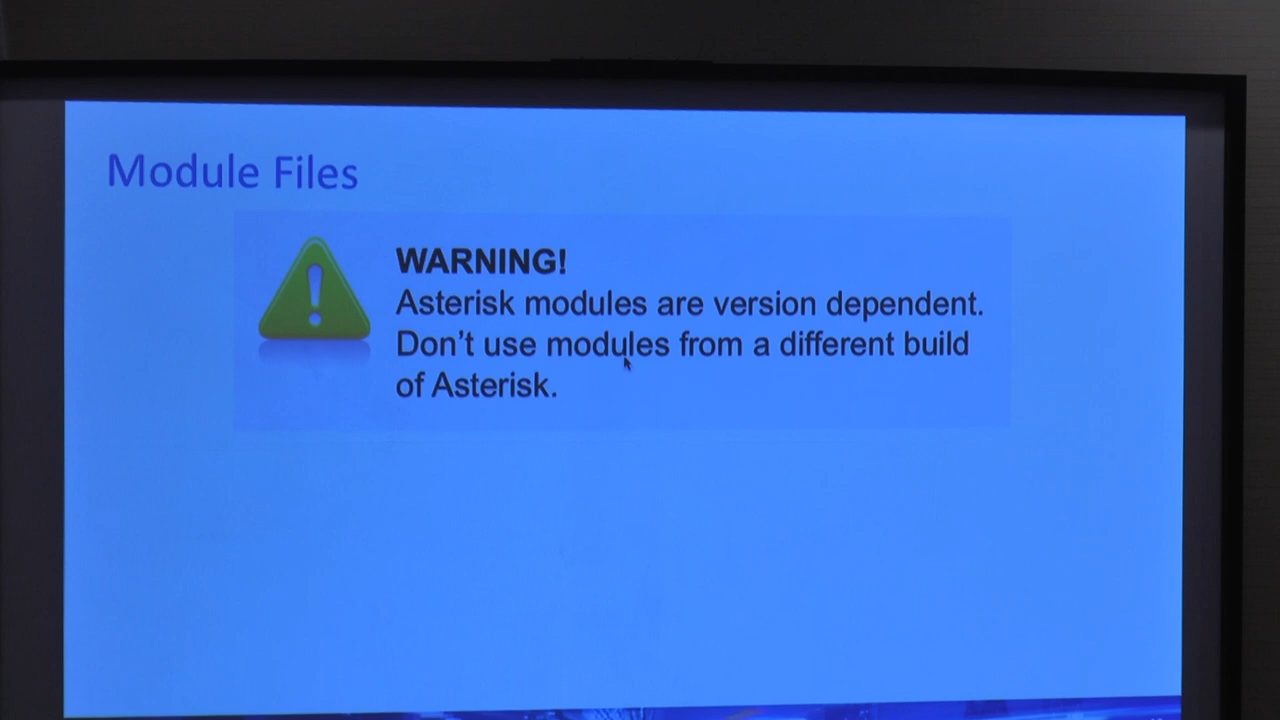 Module Files
WARNING!
Asterisk modules are version dependent.
Don't use modules from a different build
of Asterisk.